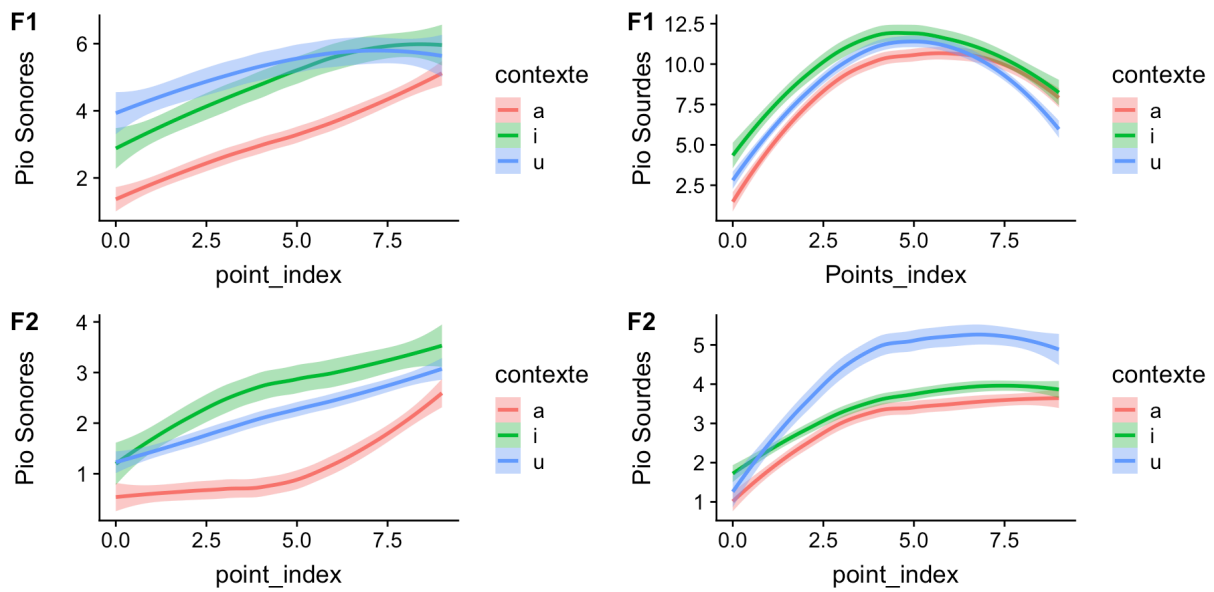 F1
Pio Sonores
6
4
2
0.0 2.5 5.0 7.5
point_index
contexte
a
i
u
F1
Pio Sourdes
12.5
10.0
7.5
5.0
2.5
0.0 2.5 5.0 7.5
Points_index
contexte
a
i
u
F2
Pio Sonores
4
3
2
1
0.0 2.5 5.0 7.5
point_index
contexte
a
i
u
F2
Pio Sourdes
5
4
3
2
1
0.0 2.5 5.0 7.5
point_index
contexte
a
i
u